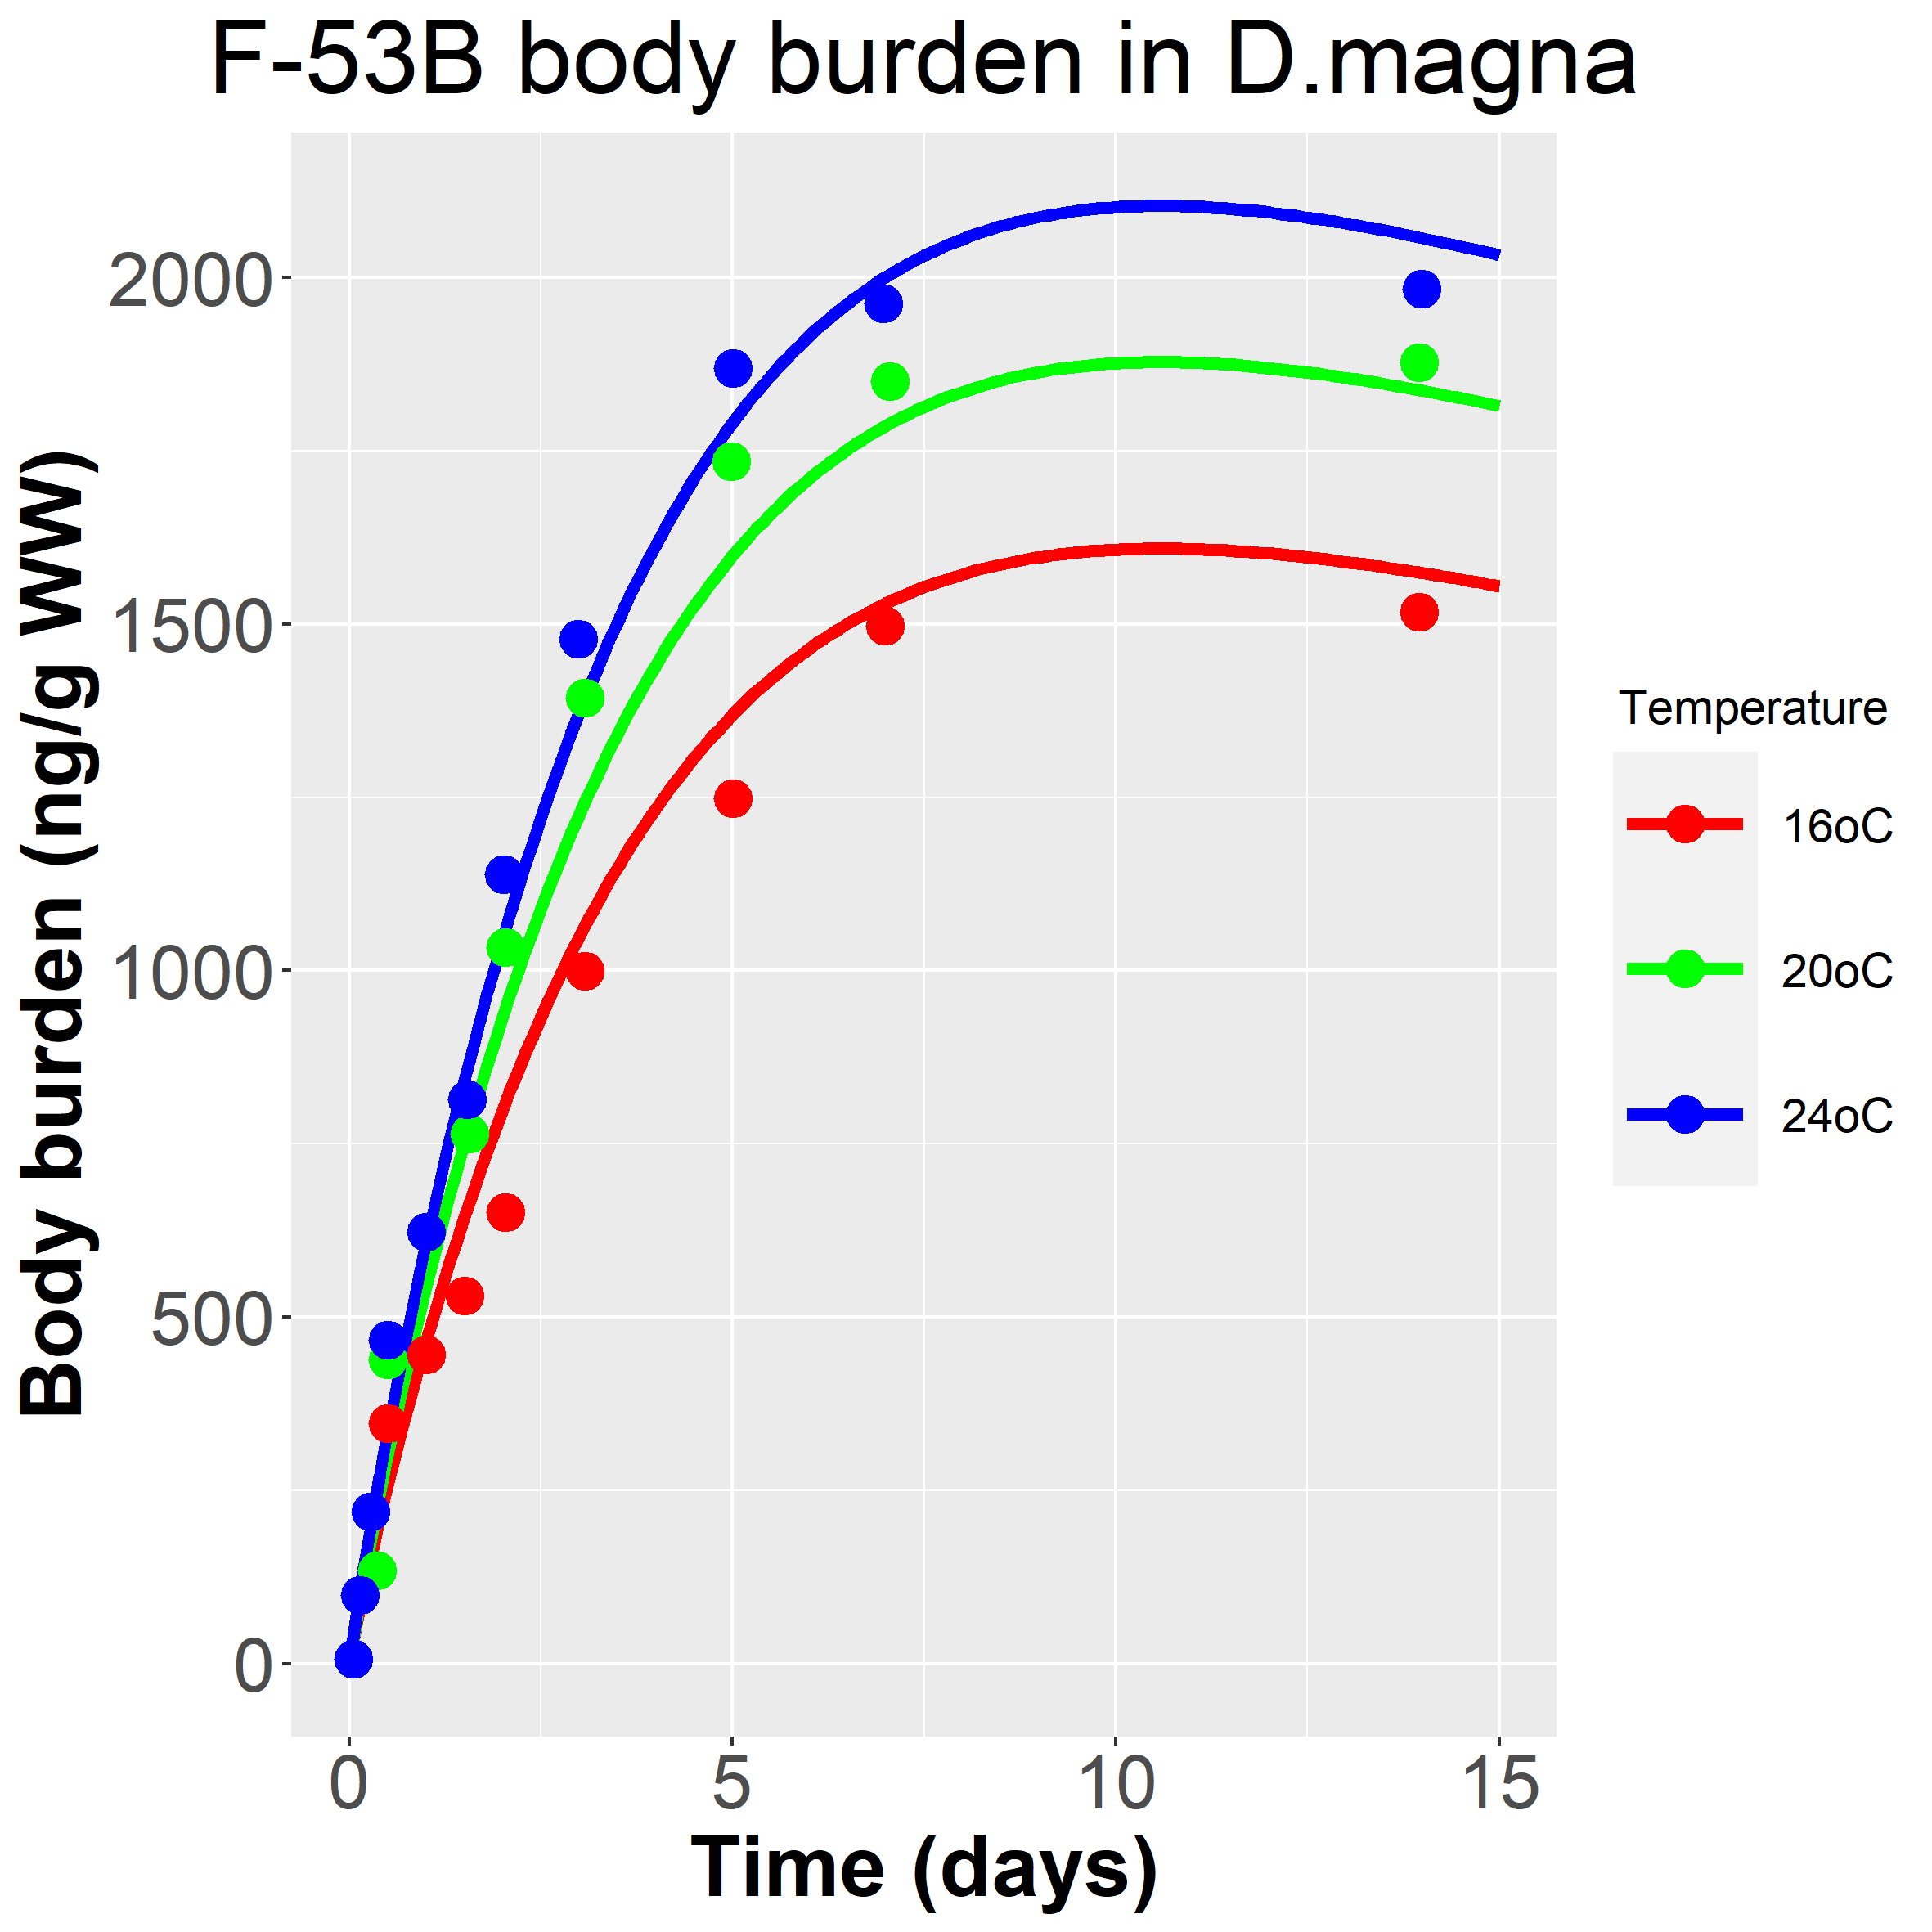 F-53B body burden in D.magna
Body burden (ng/g WW)
2000
1500
1000
500
0
0 5 10 15
Time (days)
Temperature
16oC
20oC
24oC